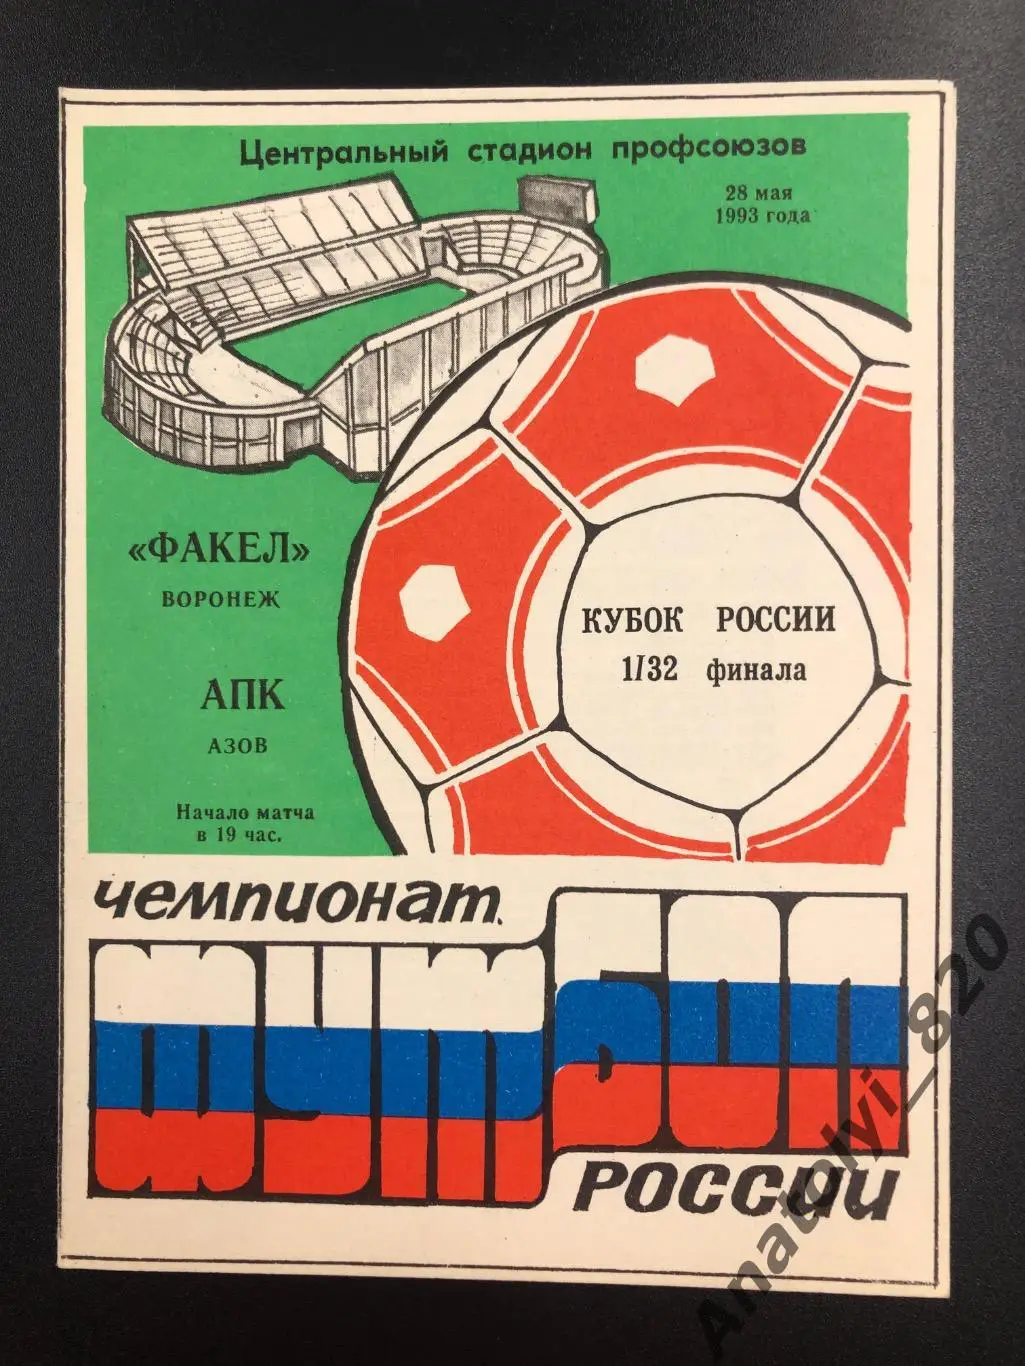 Центральный стадион профсоюзов
28 мая
1993 года
«ФАКЕЛ»
ВОРОНЕЖ
АПК
АЗОВ
Начало матча
в 19 час.
КУБОК РОССИИ
1/32 финала
чемпионат
ФУТБОЛ
РОССИИ
Anatolyi_820